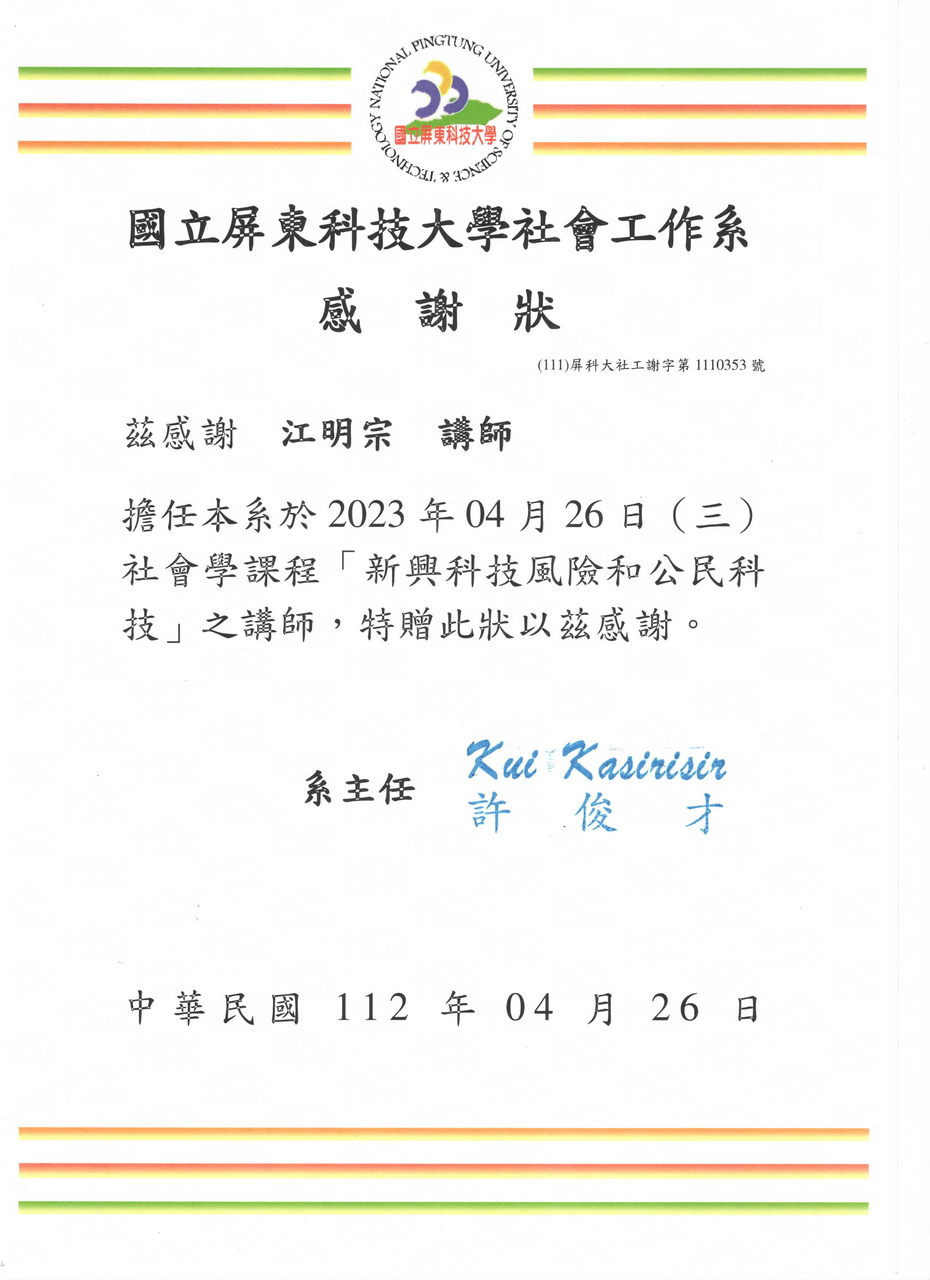 NATIONAL PINGTUNG UNIVERSITY OF SCIENCE & TECHNOLOGY
國立屏東科技大學
國立屏東科技大學社會工作系
感 謝 狀
(111)屏科大社工謝字第 1110353 號
茲感謝 江明宗 講師
擔任本系於 2023 年 04 月 26 日（三）
社會學課程「新興科技風險和公民科
技」之講師，特贈此狀以茲感謝。
Kui Kasirisir
系主任 許 俊 才
中華民國 112 年 04 月 26 日